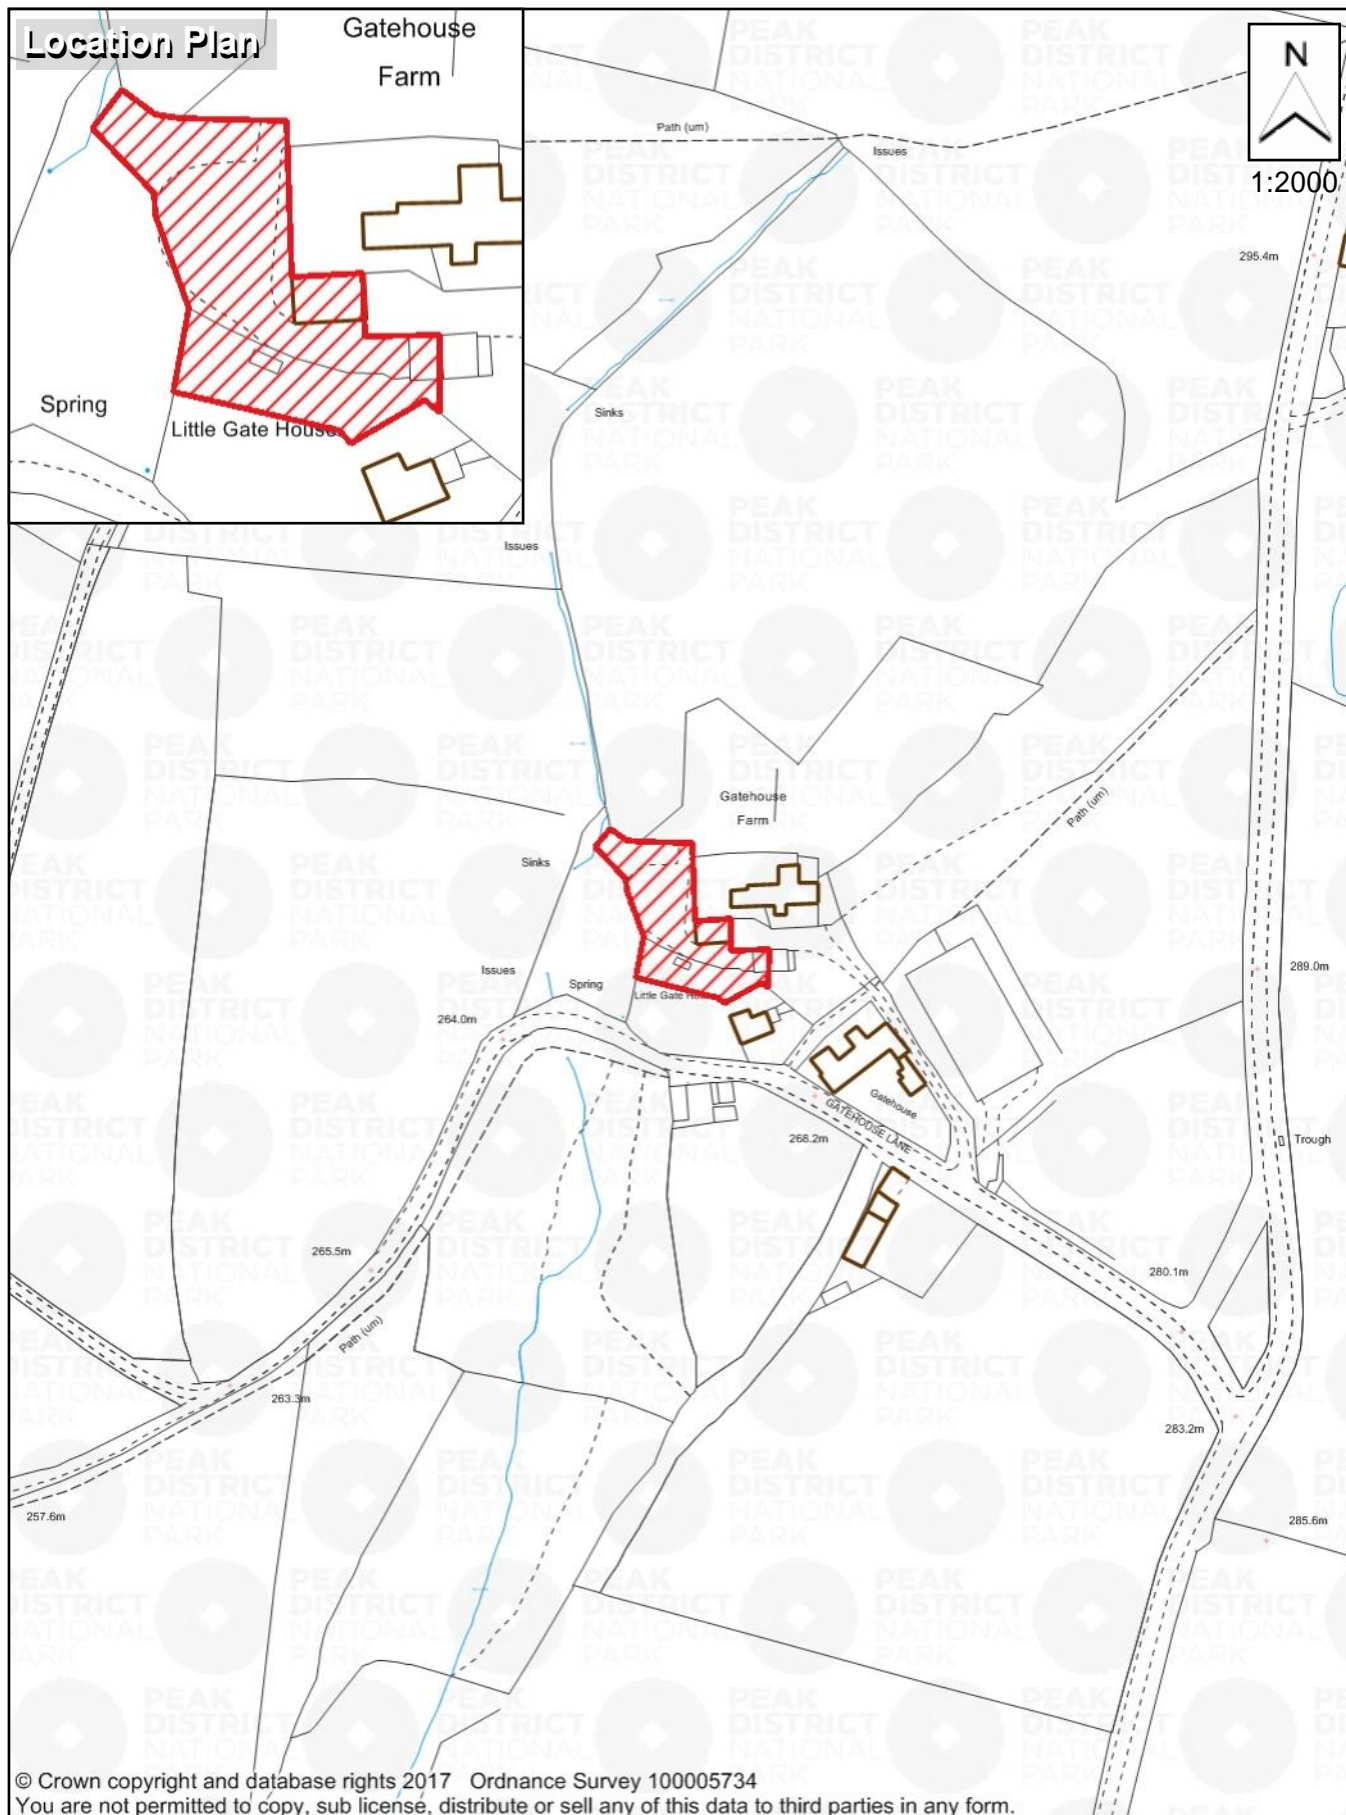 Location Plan
Gatehouse
Farm
Spring
Little Gate House
N
1:2000
Path (um)
Issues
295.4m
Sinks
Issues
Gatehouse
Farm
Path (um)
Sinks
Issues
Spring
Little Gate
264.0m
289.0m
Gatehouse
GATEHOUSE LANE
268.2m
Trough
265.5m
280.1m
Path (um)
263.3m
283.2m
257.6m
285.6m
PEAK
DISTRICT
NATIONAL
PARK
© Crown copyright and database rights 2017 Ordnance Survey 100005734
You are not permitted to copy, sub license, distribute or sell any of this data to third parties in any form.